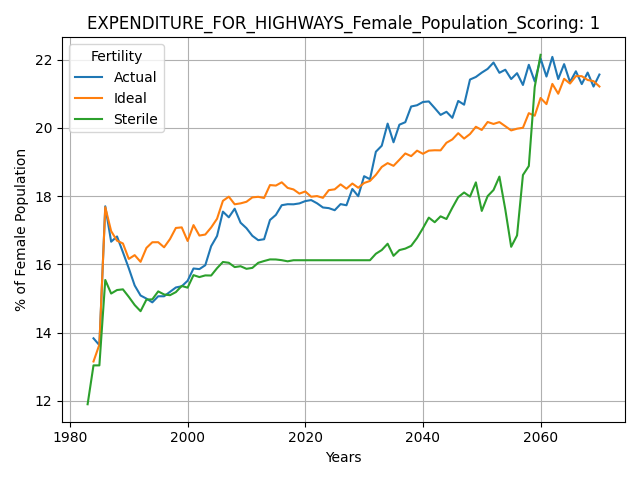 EXPENDITURE_FOR_HIGHWAYS_Female_Population_Scoring: 1
Fertility
Actual
Ideal
Sterile
% of Female Population
22
20
18
16
14
12
1980
2000
2020
2040
2060
Years